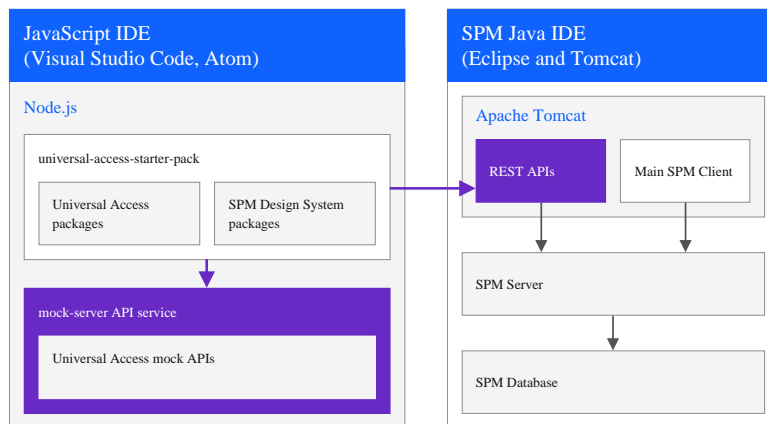 JavaScript IDE
(Visual Studio Code, Atom)
Node.js
universal-access-starter-pack
Universal Access
packages
SPM Design System
packages
mock-server API service
Universal Access mock APIs
SPM Java IDE
(Eclipse and Tomcat)
Apache Tomcat
REST APIs
Main SPM Client
SPM Server
SPM Database